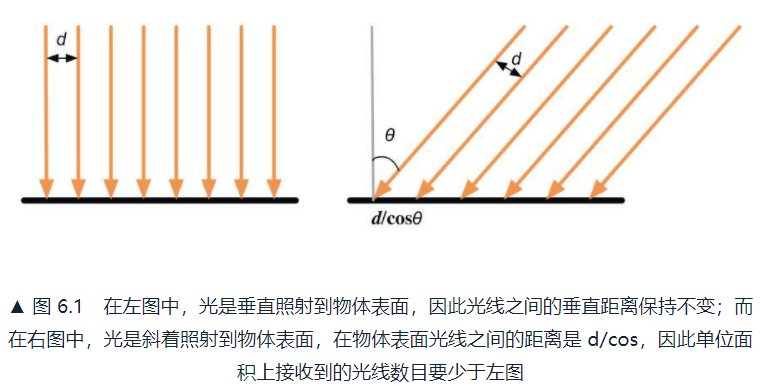 d
d
θ
d/cosθ
▲ 图 6.1 在左图中，光是垂直照射到物体表面，因此光线之间的垂直距离保持不变；而
在右图中，光是斜着照射到物体表面，在物体表面光线之间的距离是 d/cos，因此单位面
积上接收到的光线数目要少于左图